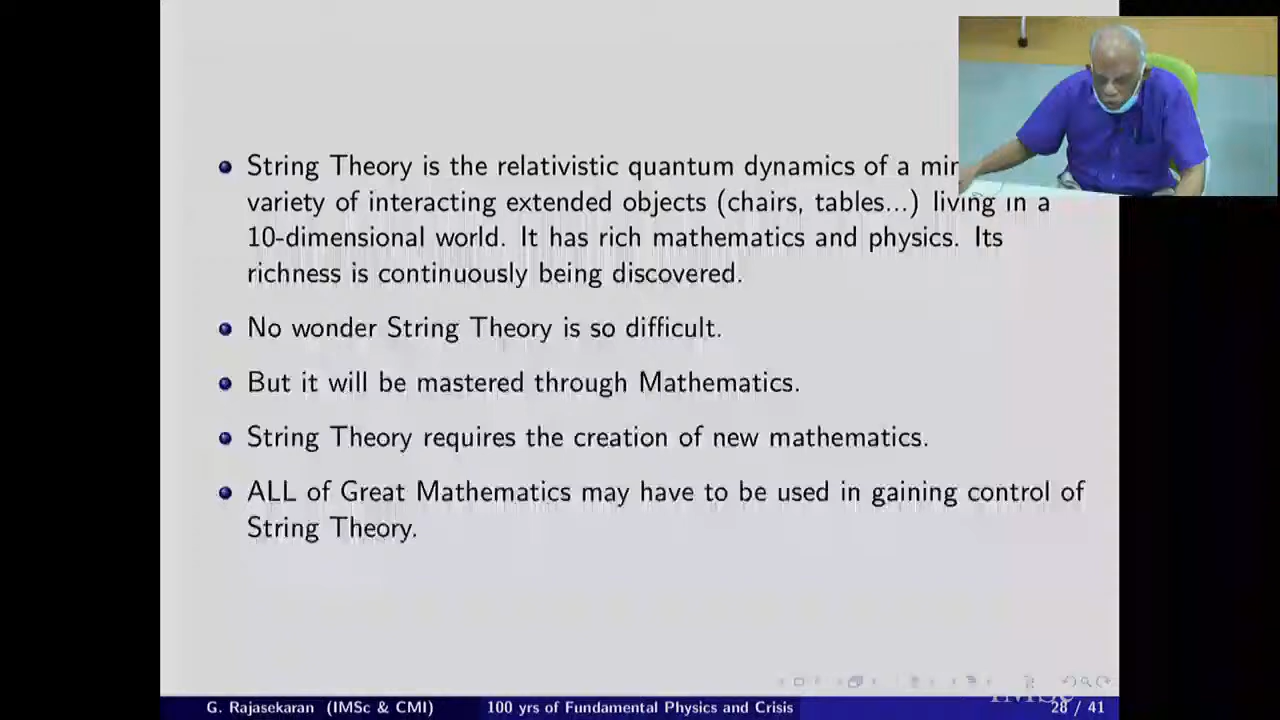 String Theory is the relativistic quantum dynamics of a
variety of interacting extended objects (chairs, tables...) living in a
10-dimensional world. It has rich mathematics and physics. Its
richness is continuously being discovered.
No wonder String Theory is so difficult.
But it will be mastered through Mathematics.
String Theory requires the creation of new mathematics.
ALL of Great Mathematics may have to be used in gaining control of
String Theory.
IMSc
G. Rajasekaran (IMSc & CMI) 100 yrs of Fundamental Physics and Crisis 28 / 41